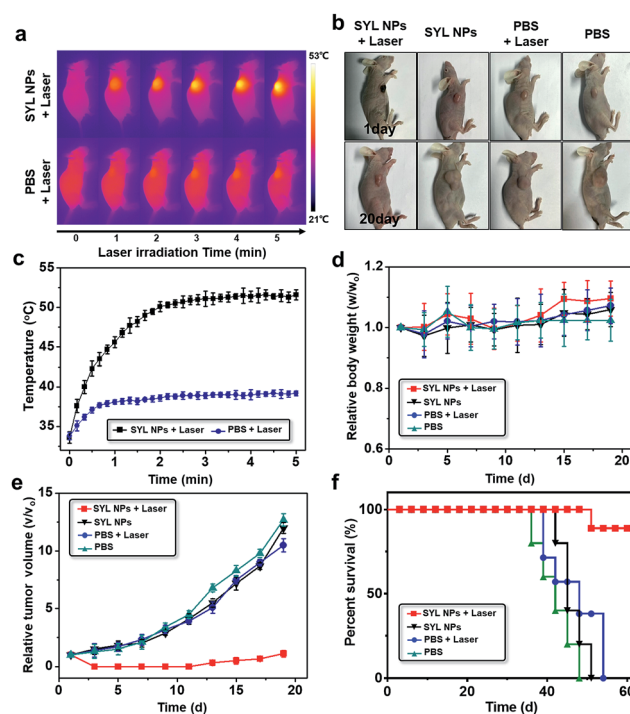 a
SYL NPs
+ Laser
PBS
+ Laser
53℃
21℃
0 1 2 3 4 5
Laser irradiation Time (min)
b
SYL NPs
+ Laser
SYL NPs
PBS
+ Laser
PBS
1day
20day
c
Temperature (°C)
55
50
45
40
35
SYL NPs + Laser
PBS + Laser
0 1 2 3 4 5
Time (min)
d
Relative body weight (w/w₀)
1.2
1.0
0.8
0.6
SYL NPs + Laser
SYL NPs
PBS + Laser
PBS
0 5 10 15 20
Time (d)
e
Relative tumor volume (v/v₀)
15
10
5
0
SYL NPs + Laser
SYL NPs
PBS + Laser
PBS
0 5 10 15 20
Time (d)
f
Percent survival (%)
100
50
0
SYL NPs + Laser
SYL NPs
PBS + Laser
PBS
0 20 40 60
Time (d)